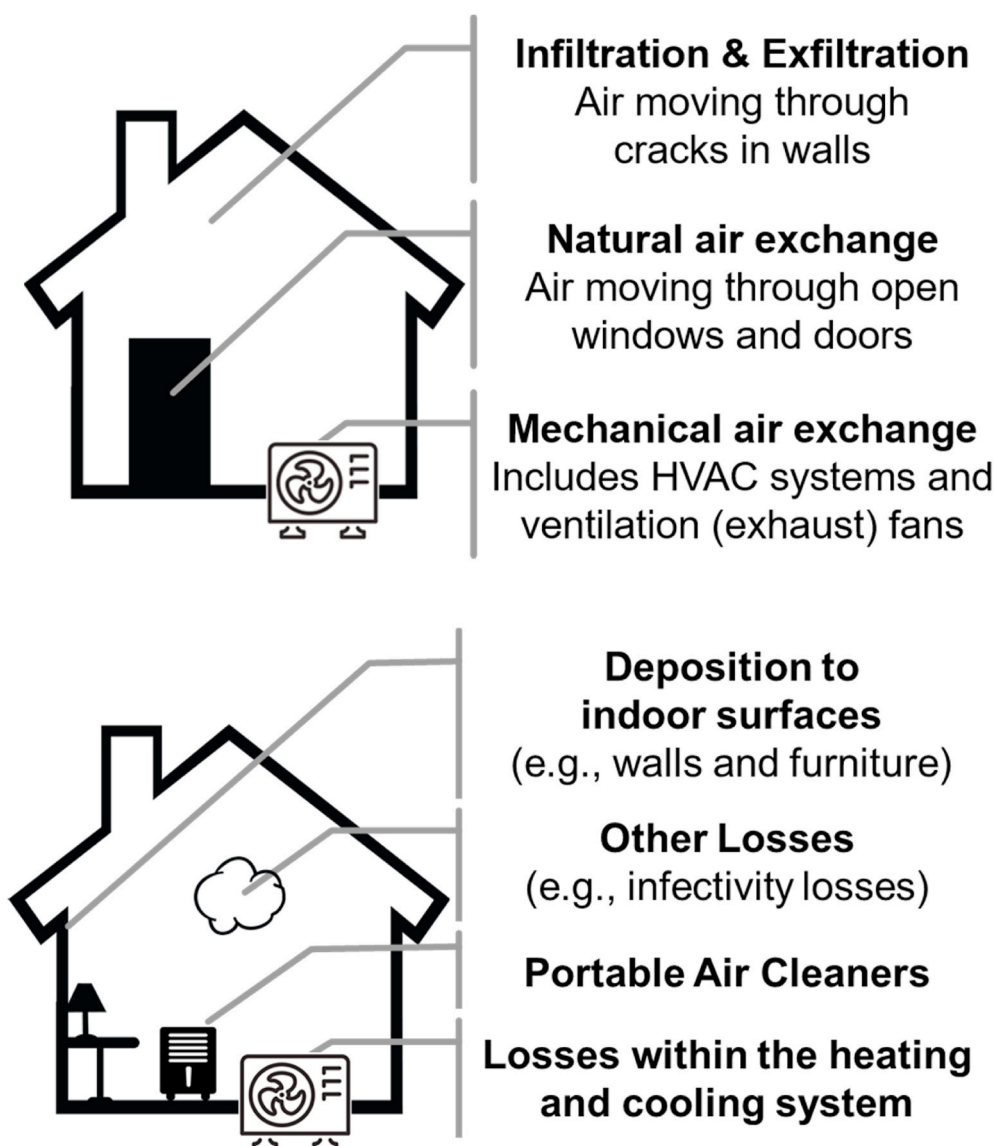 Infiltration & Exfiltration
Air moving through
cracks in walls
Natural air exchange
Air moving through open
windows and doors
Mechanical air exchange
Includes HVAC systems and
ventilation (exhaust) fans
Deposition to
indoor surfaces
(e.g., walls and furniture)
Other Losses
(e.g., infectivity losses)
Portable Air Cleaners
Losses within the heating
and cooling system